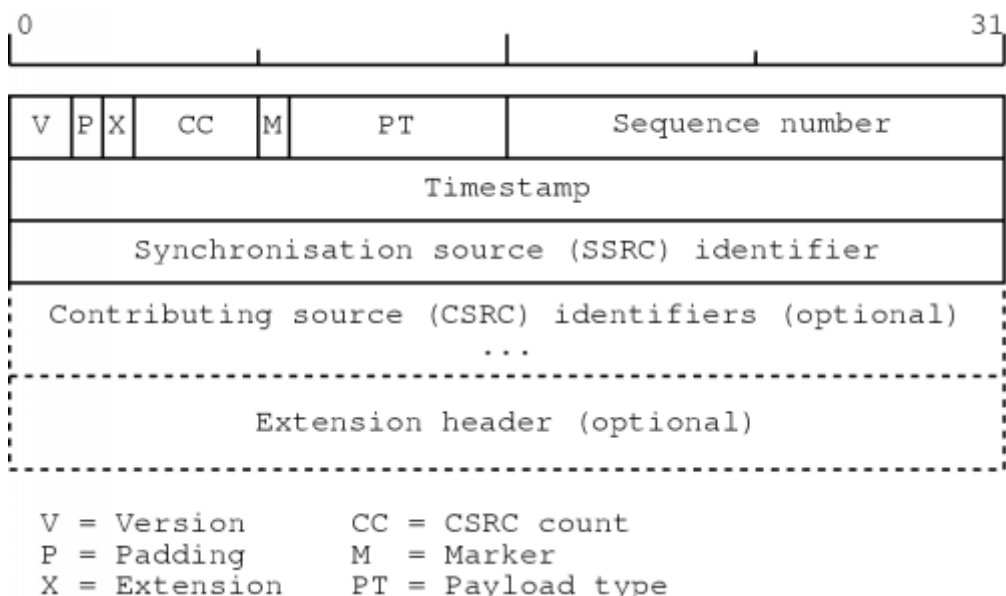 0 31
V P X CC M PT Sequence number
Timestamp
Synchronisation source (SSRC) identifier
Contributing source (CSRC) identifiers (optional)
...
Extension header (optional)
V = Version CC = CSRC count
P = Padding M = Marker
X = Extension PT = Payload type